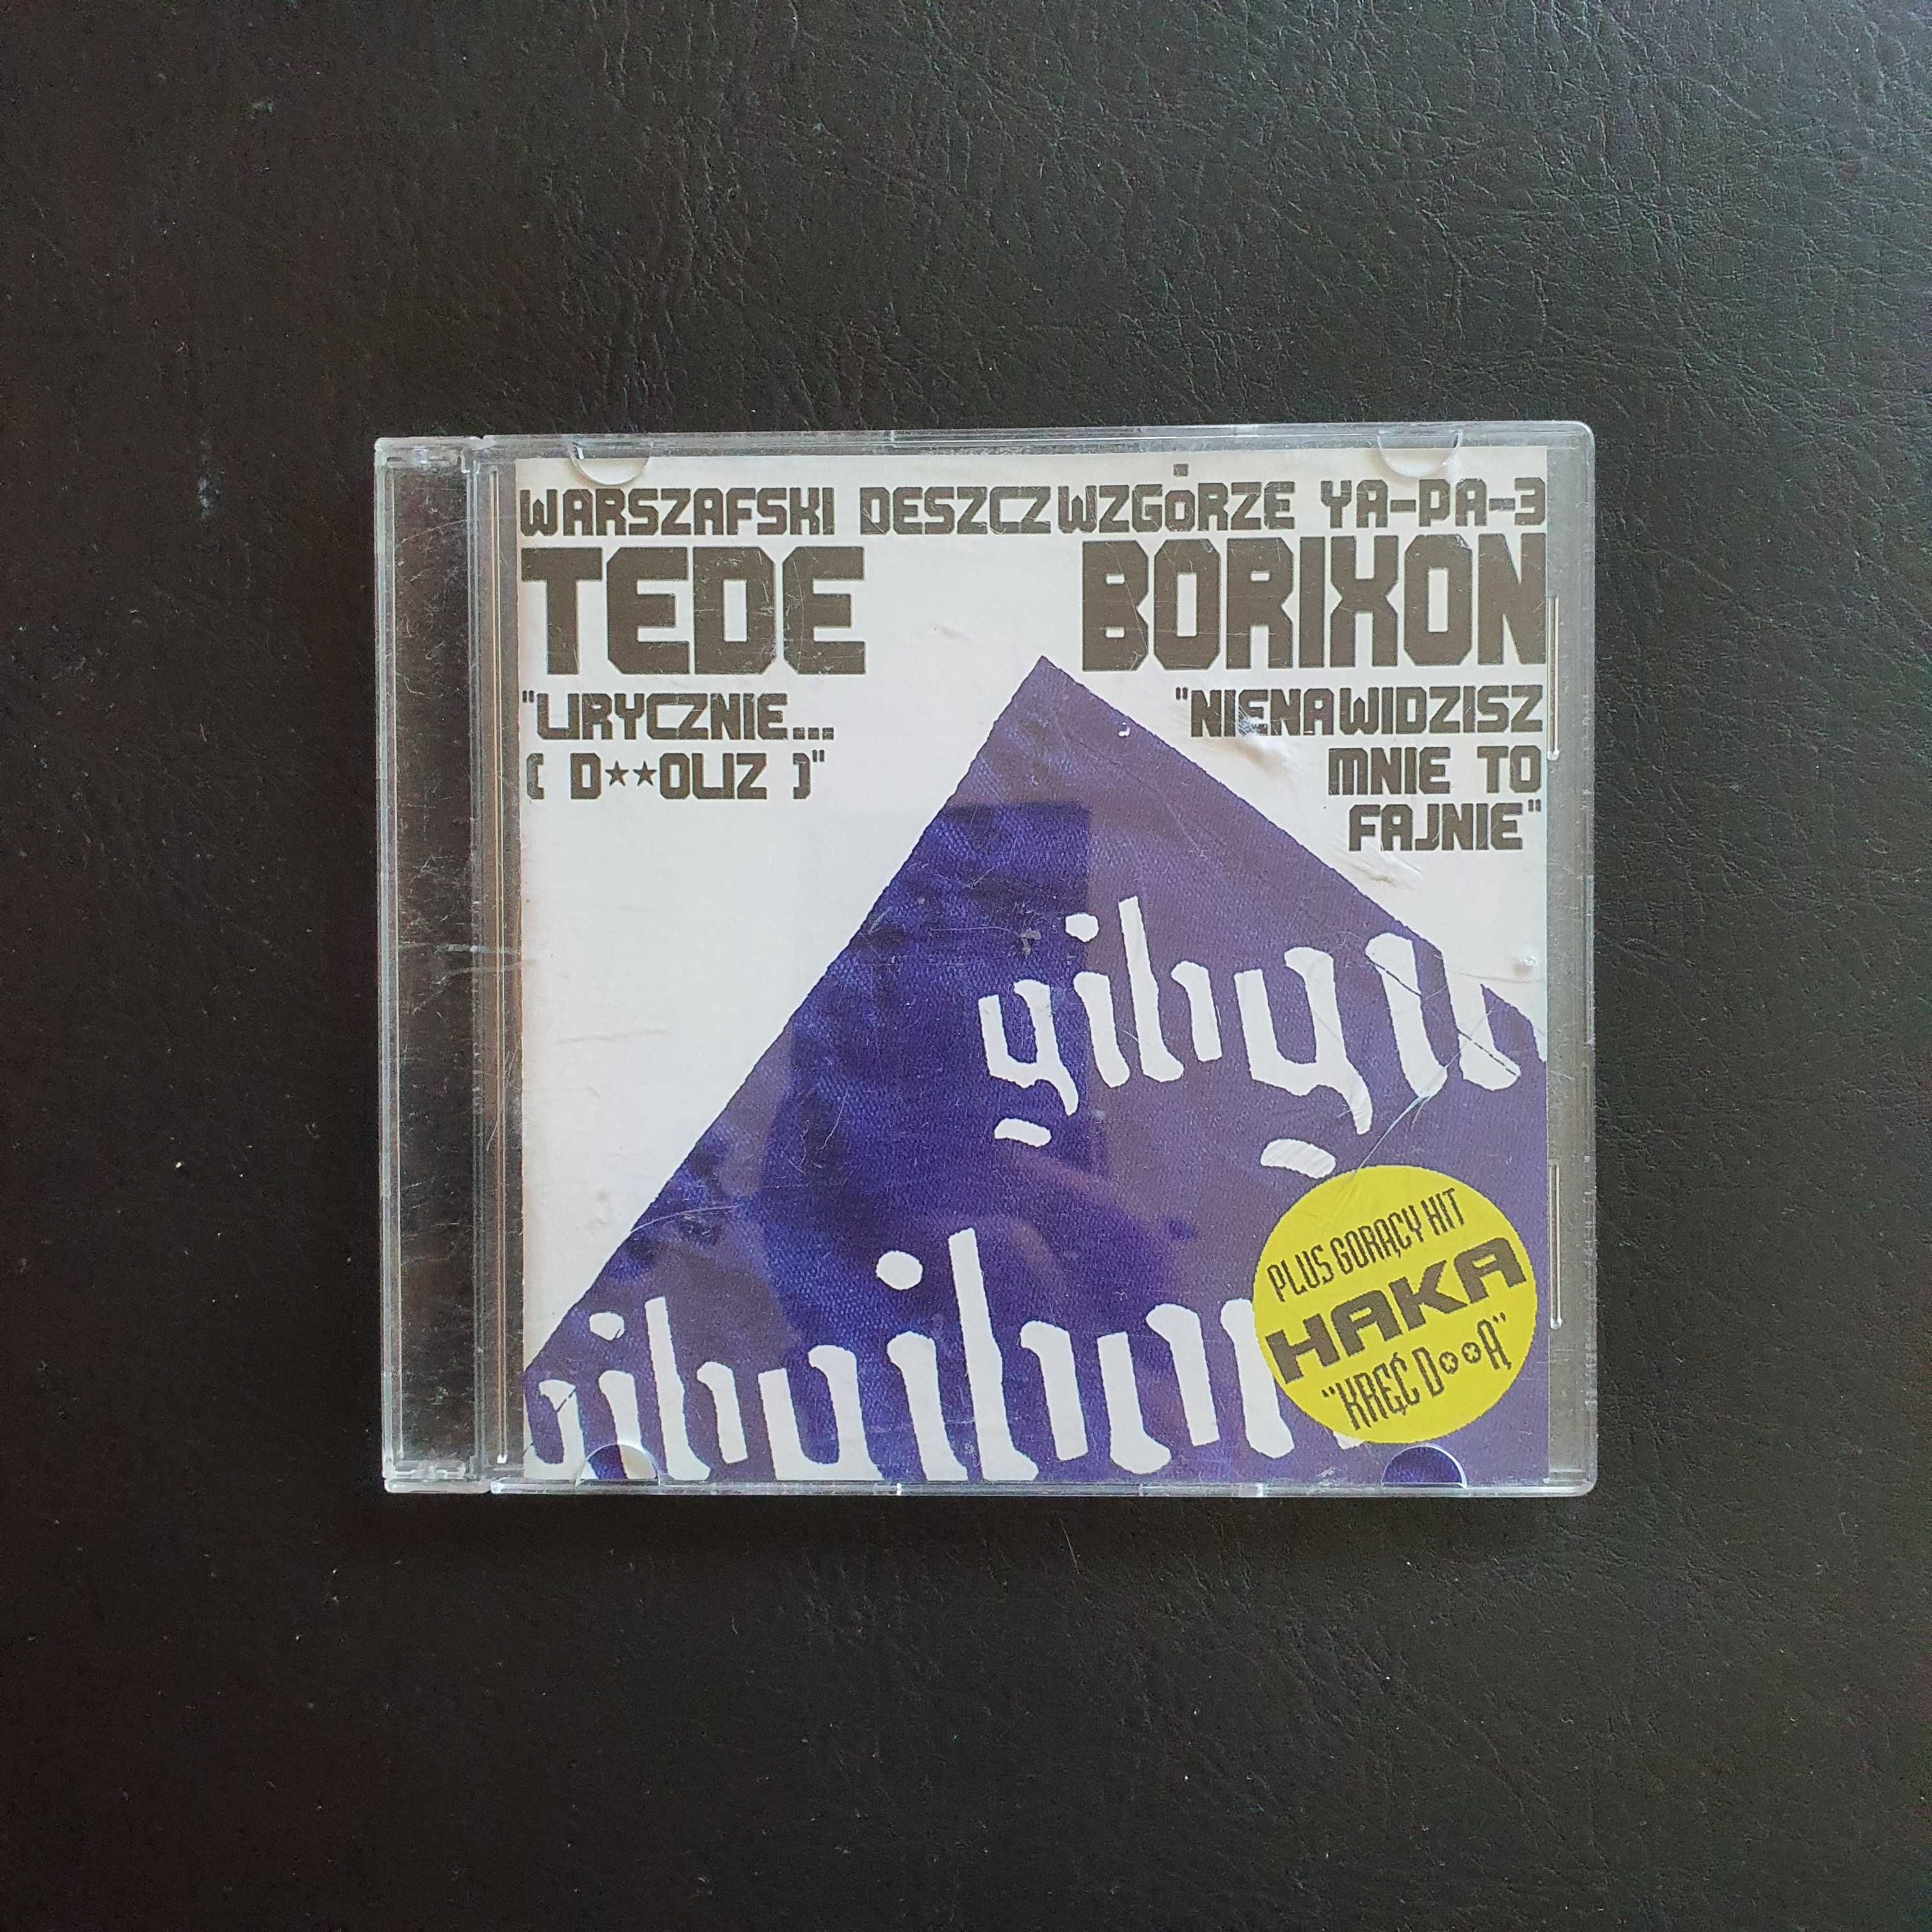 WARSZAFSKI DESZCZ
TEDE
"LIRYCZNIE...
( D**OLIZ )"
WZGÓRZE YA-PA-3
BORIXON
"NIENAWIDZISZ
MNIE TO
FAJNIE"
PLUS GORĄCY HIT
HAKA
"KRĘĆ D**Ą"